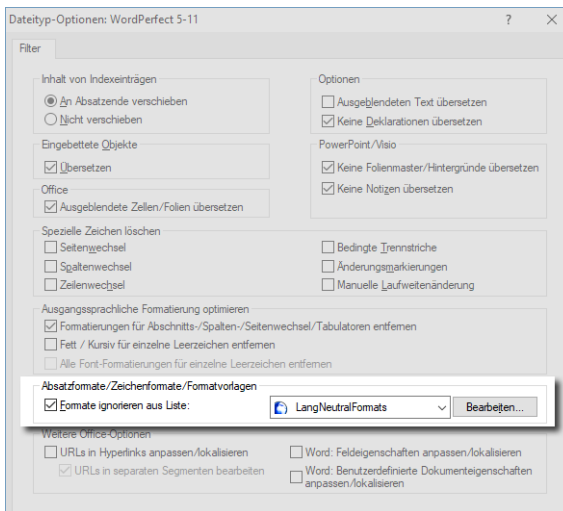 Dateityp-Optionen: WordPerfect 5-11
Filter
Inhalt von Indexeinträgen
An Absatzende verschieben
Nicht verschieben
Optionen
Ausgeblendeten Text übersetzen
Keine Deklarationen übersetzen
Eingebettete Objekte
Übersetzen
PowerPoint/Visio
Keine Folienmaster/Hintergründe übersetzen
Keine Notizen übersetzen
Office
Ausgeblendete Zellen/Folien übersetzen
Spezielle Zeichen löschen
Seitenwechsel
Spaltenwechsel
Zeilenwechsel
Bedingte Trennstriche
Änderungsmarkierungen
Manuelle Laufweitenänderung
Ausgangssprachliche Formatierung optimieren
Formatierungen für Abschnitts-/Spalten-/Seitenwechsel/Tabulatoren entfernen
Fett / Kursiv für einzelne Leerzeichen entfernen
Alle Font-Formatierungen für einzelne Leerzeichen entfernen
Absatzformate/Zeichenformate/Formatvorlagen
Formate ignorieren aus Liste: LangNeutralFormats Bearbeiten...
Weitere Office-Optionen
URLs in Hyperlinks anpassen/lokalisieren
URLs in separaten Segmenten bearbeiten
Word: Feldeigenschaften anpassen/lokalisieren
Word: Benutzerdefinierte Dokumenteigenschaften
anpassen/lokalisieren